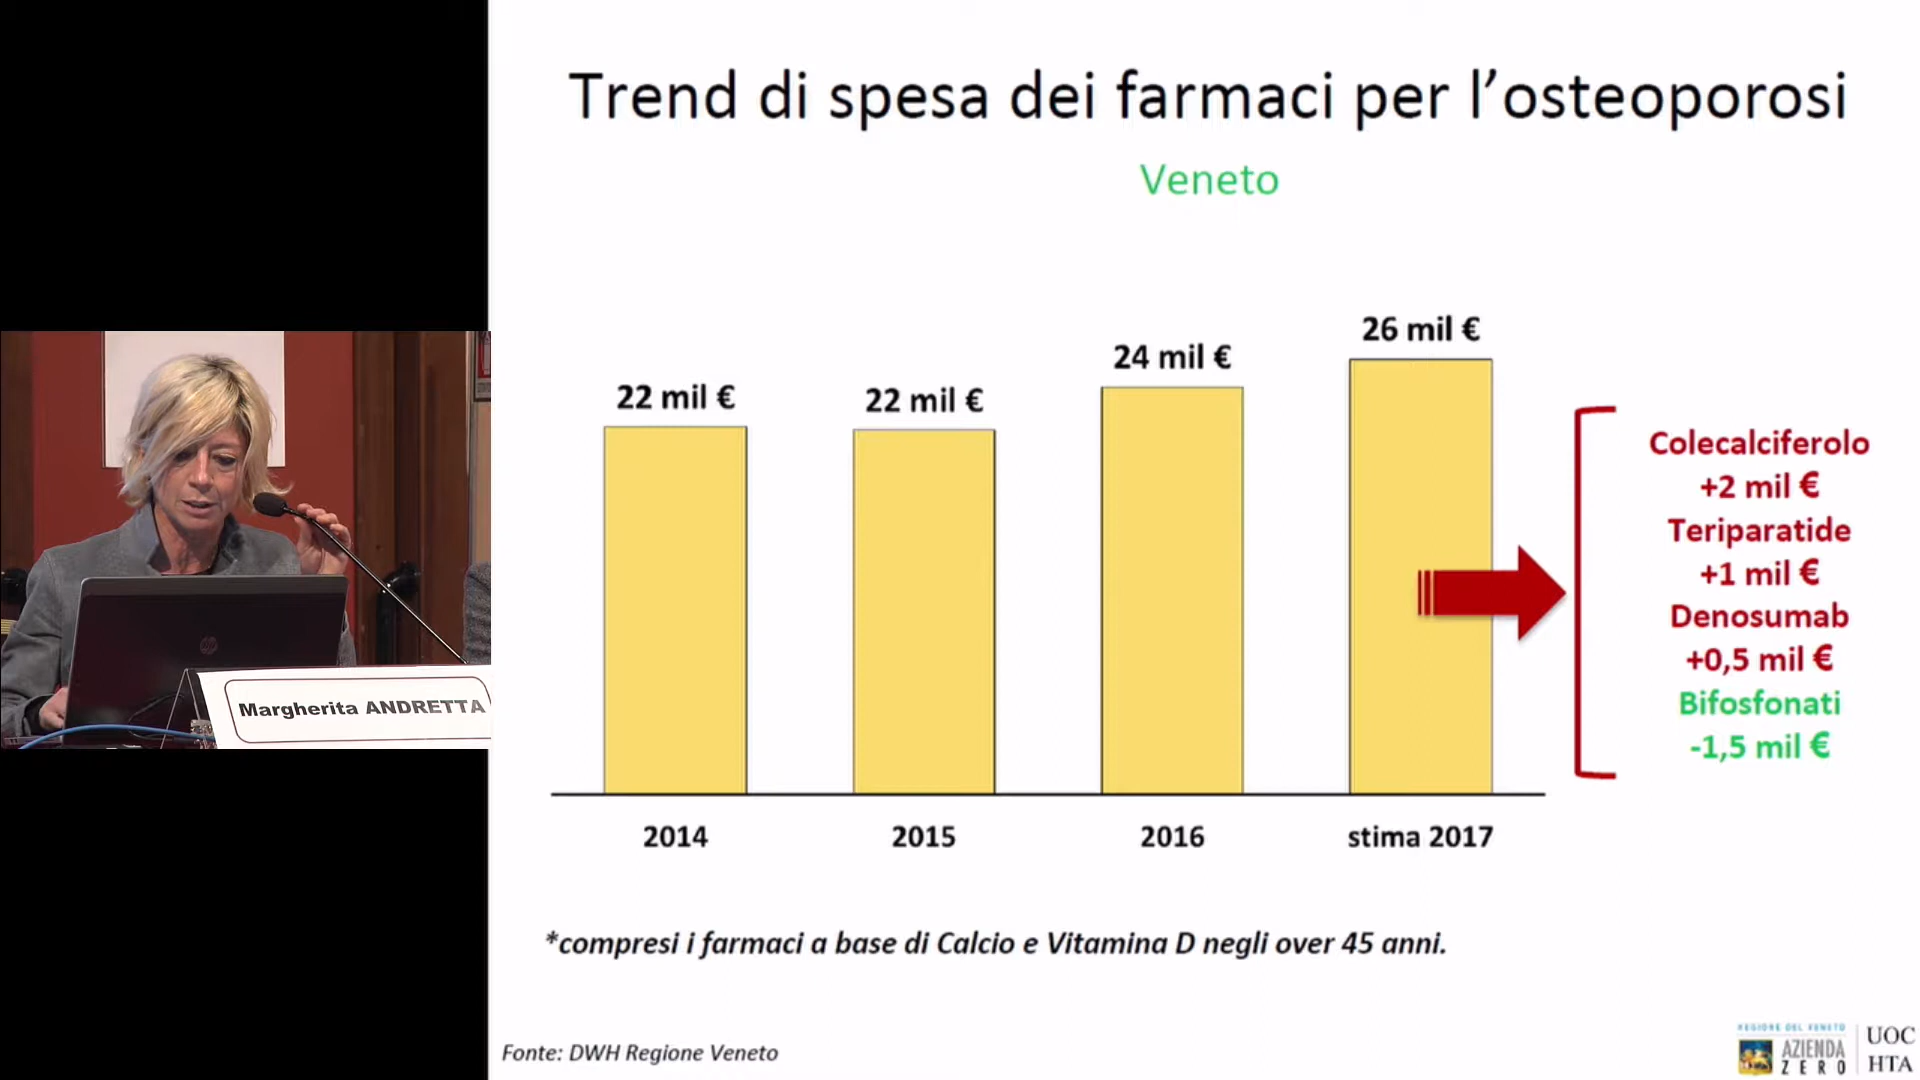 Trend di spesa dei farmaci per l'osteoporosi
Veneto
22 mil €
22 mil €
24 mil €
26 mil €
Colecalciferolo
+2 mil €
Teriparatide
+1 mil €
Denosumab
+0,5 mil €
Bifosfonati
-1,5 mil €
2014
2015
2016
stima 2017
*compresi i farmaci a base di Calcio e Vitamina D negli over 45 anni.
Fonte: DWH Regione Veneto
REGIONE DEL VENETO
AZIENDA
ZERO
UOC
HTA
Margherita ANDRETTA
hp